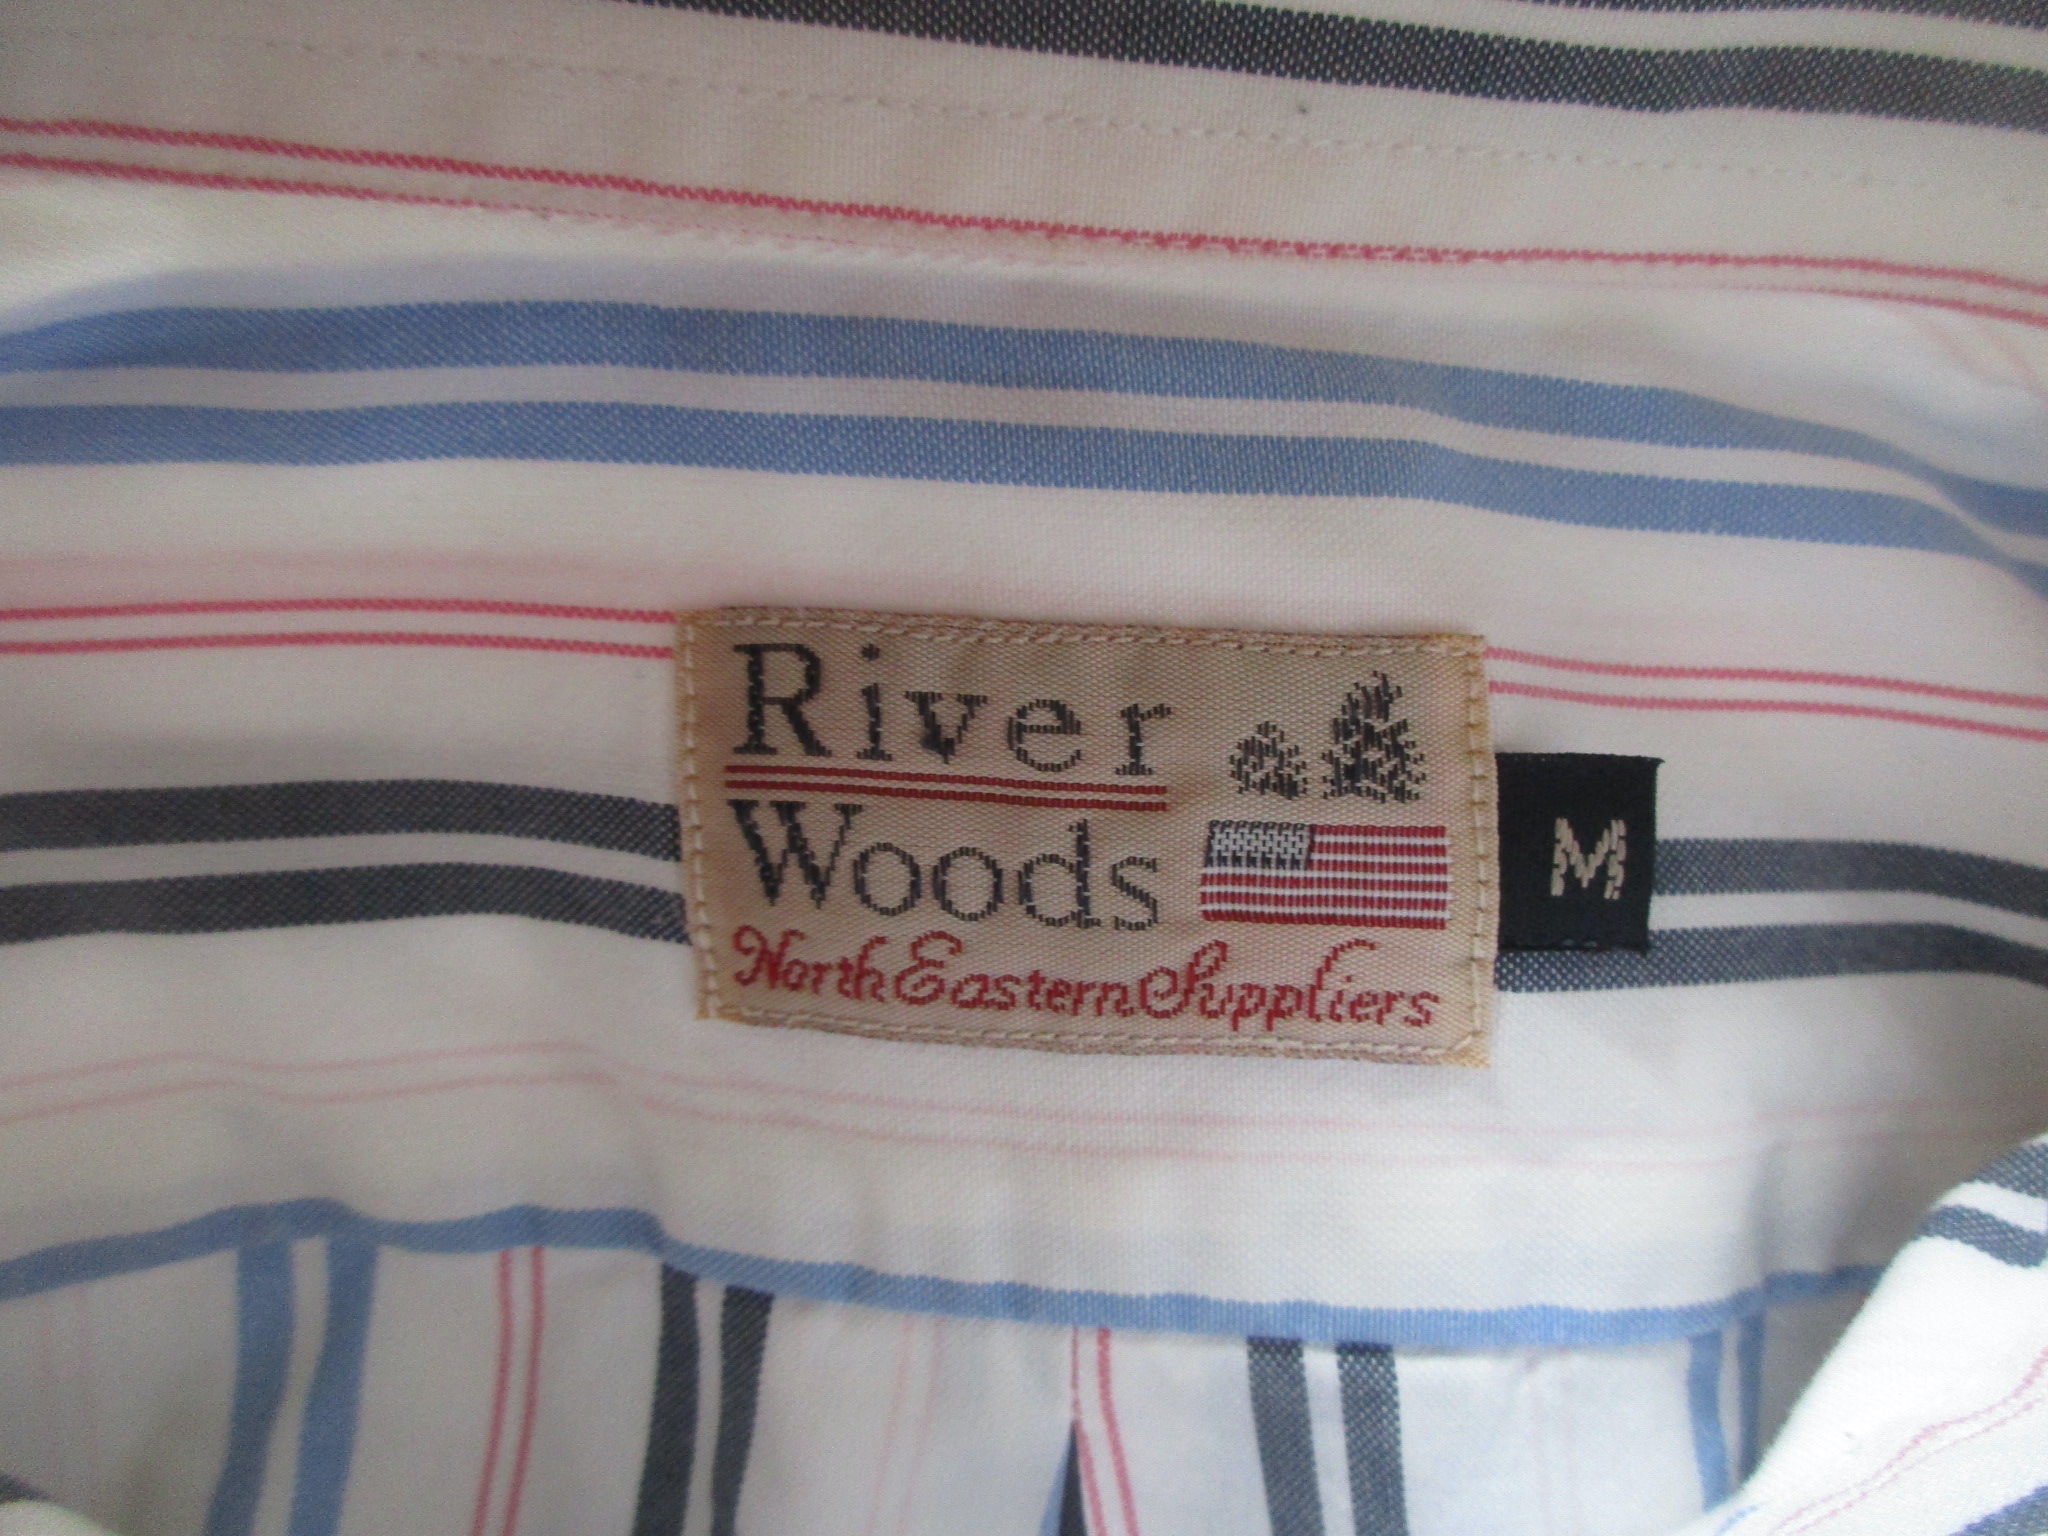 River
Woods
North Eastern Suppliers
M